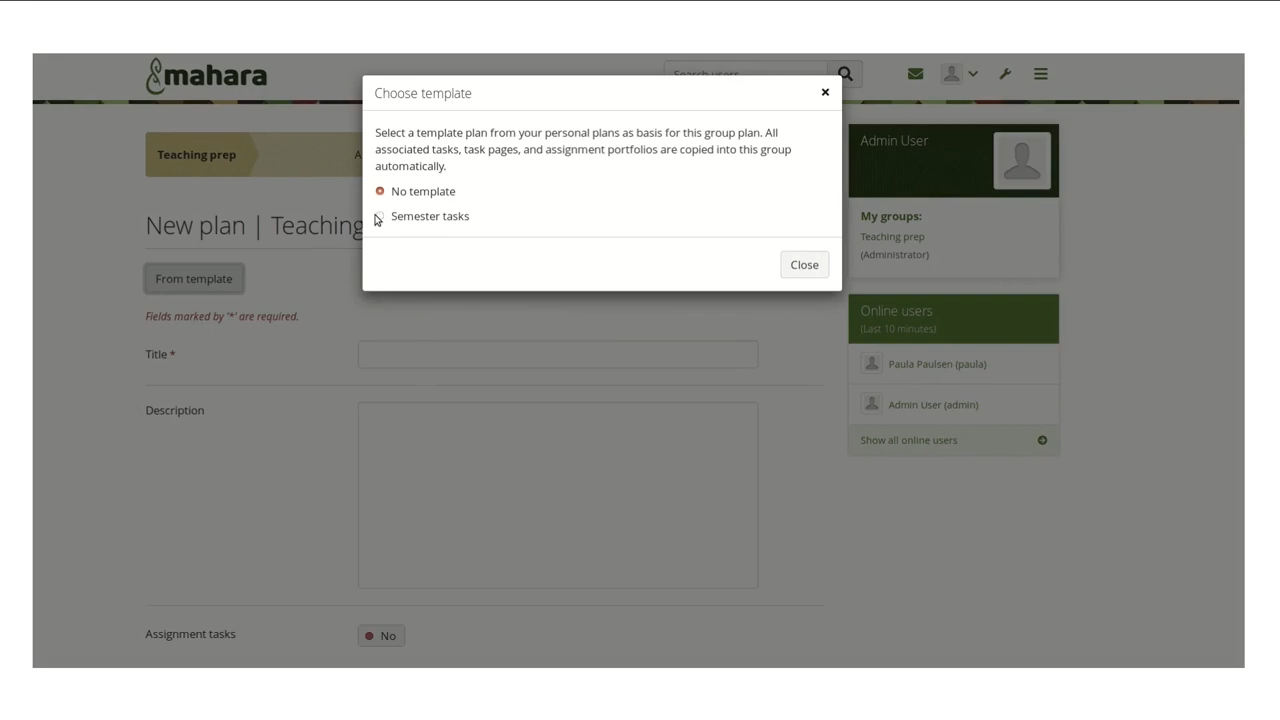 mahara
Search users
Choose template
Select a template plan from your personal plans as basis for this group plan. All
associated tasks, task pages, and assignment portfolios are copied into this group
automatically.
No template
Semester tasks
Close
Teaching prep
A
New plan | Teaching
From template
Fields marked by '*' are required.
Title *
Description
Assignment tasks
No
Admin User
My groups:
Teaching prep
(Administrator)
Online users
(Last 10 minutes)
Paula Paulsen (paula)
Admin User (admin)
Show all online users